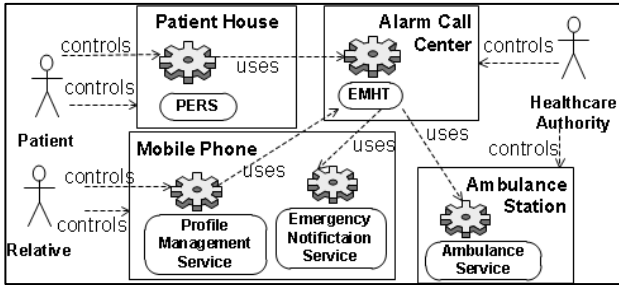 Patient House
Alarm Call
Center
controls
controls
uses
PERS
EMHT
controls
Patient
Healthcare
Authority
Mobile Phone
uses
uses
uses
controls
controls
controls
Relative
Profile
Management
Service
Emergency
Notifictaion
Service
Ambulance
Station
Ambulance
Service